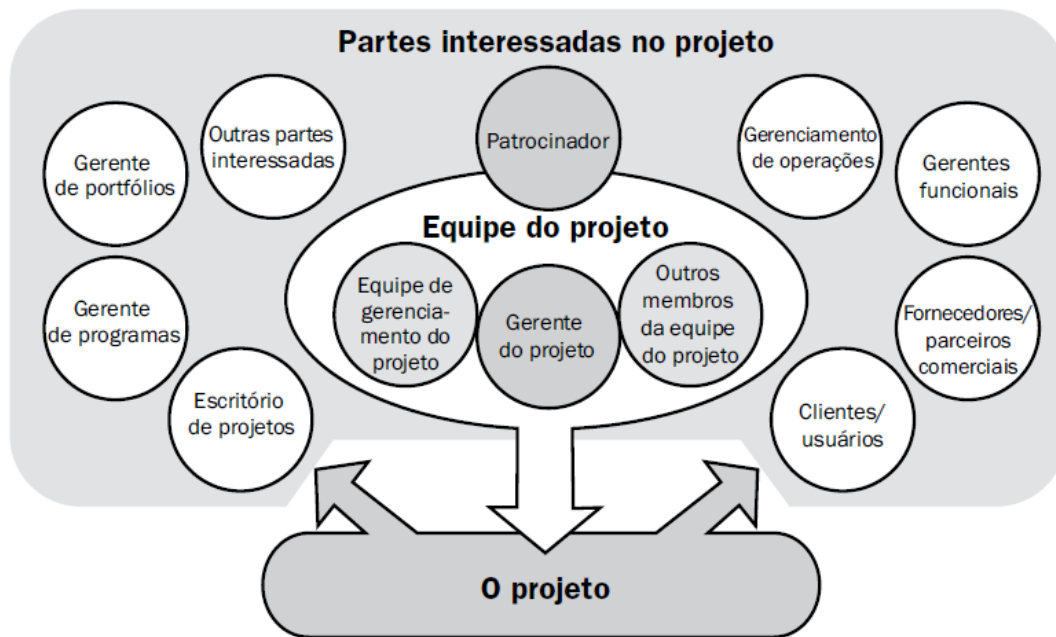 Partes interessadas no projeto
Gerente
de portfólios
Outras partes
interessadas
Patrocinador
Gerenciamento
de operações
Gerentes
funcionais
Equipe do projeto
Gerente
de programas
Equipe de
gerencia-
mento do
projeto
Gerente
do projeto
Outros
membros
da equipe
do projeto
Fornecedores/
parceiros
comerciais
Escritório
de projetos
Clientes/
usuários
O projeto